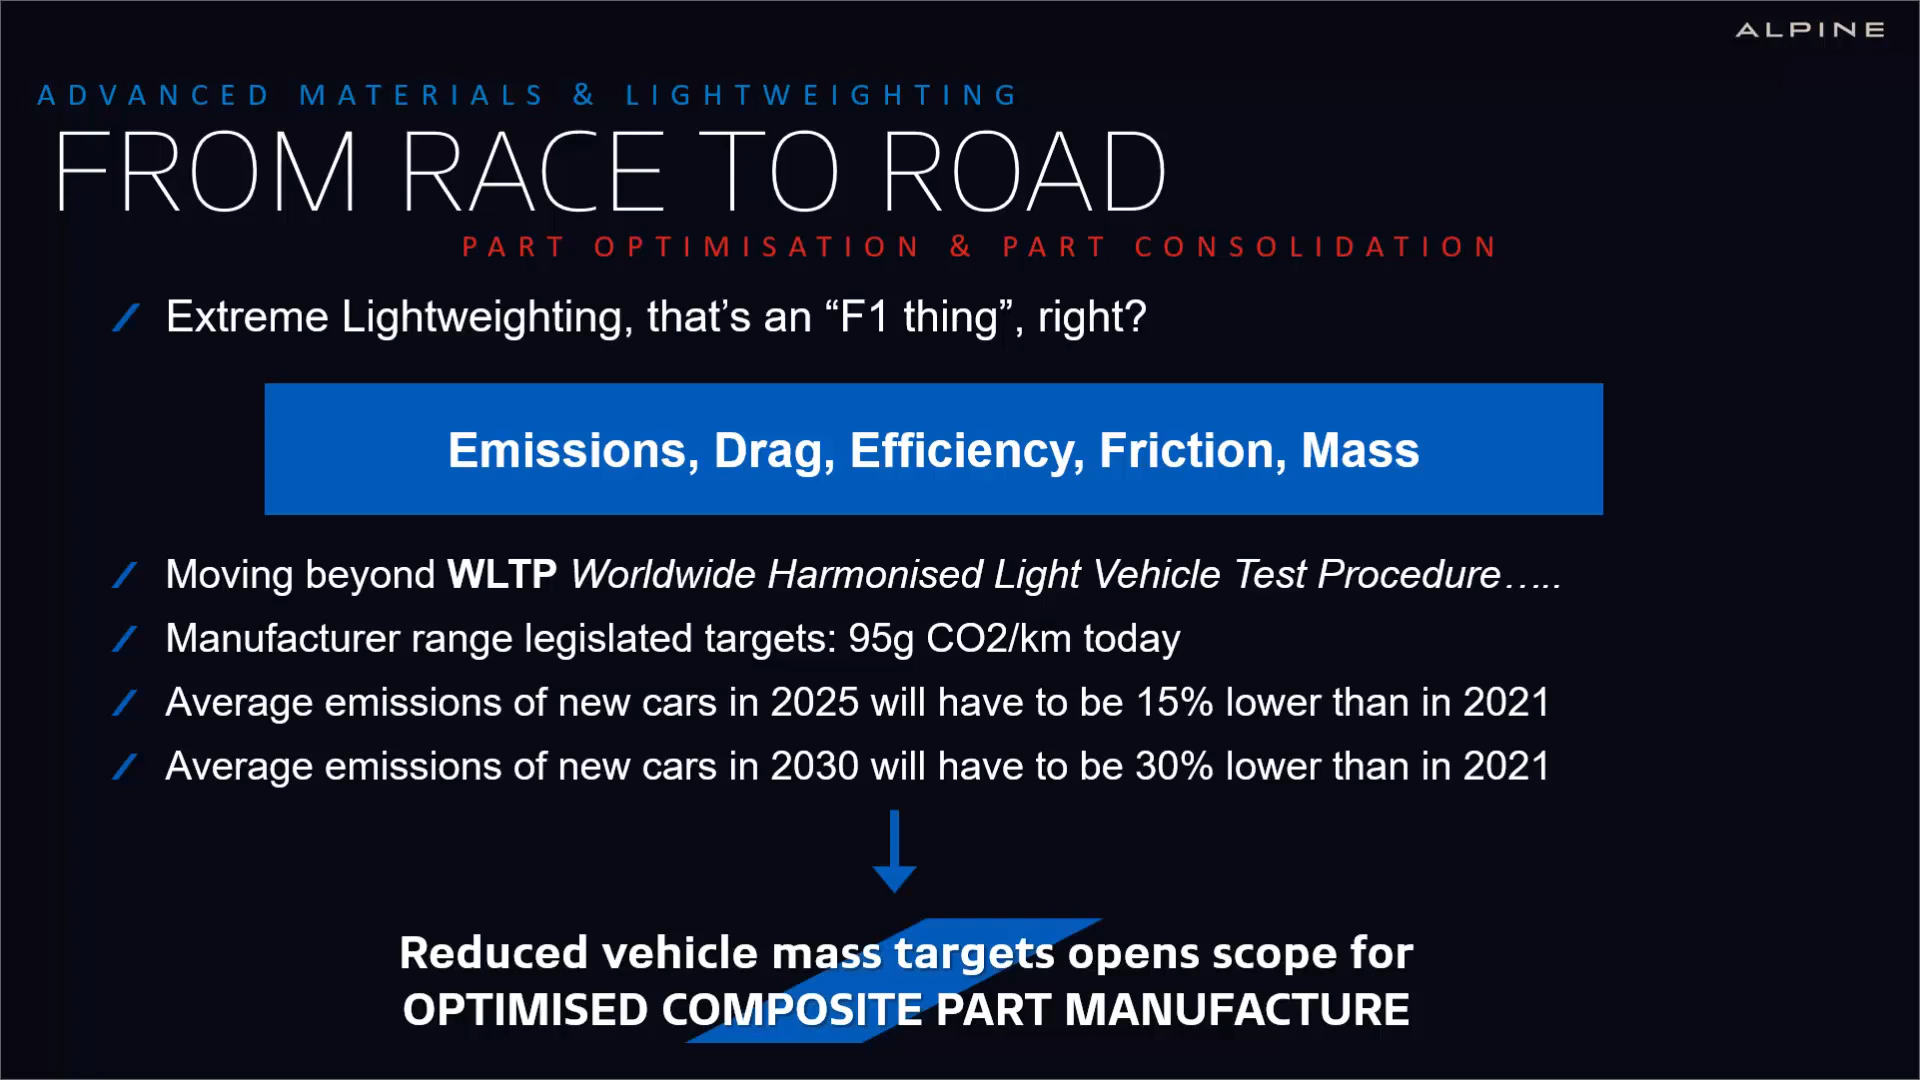 ALPINE
ADVANCED MATERIALS & LIGHTWEIGHTING
FROM RACE TO ROAD
PART OPTIMISATION & PART CONSOLIDATION
Extreme Lightweighting, that’s an “F1 thing”, right?
Emissions, Drag, Efficiency, Friction, Mass
Moving beyond WLTP Worldwide Harmonised Light Vehicle Test Procedure…..
Manufacturer range legislated targets: 95g CO2/km today
Average emissions of new cars in 2025 will have to be 15% lower than in 2021
Average emissions of new cars in 2030 will have to be 30% lower than in 2021
Reduced vehicle mass targets opens scope for
OPTIMISED COMPOSITE PART MANUFACTURE